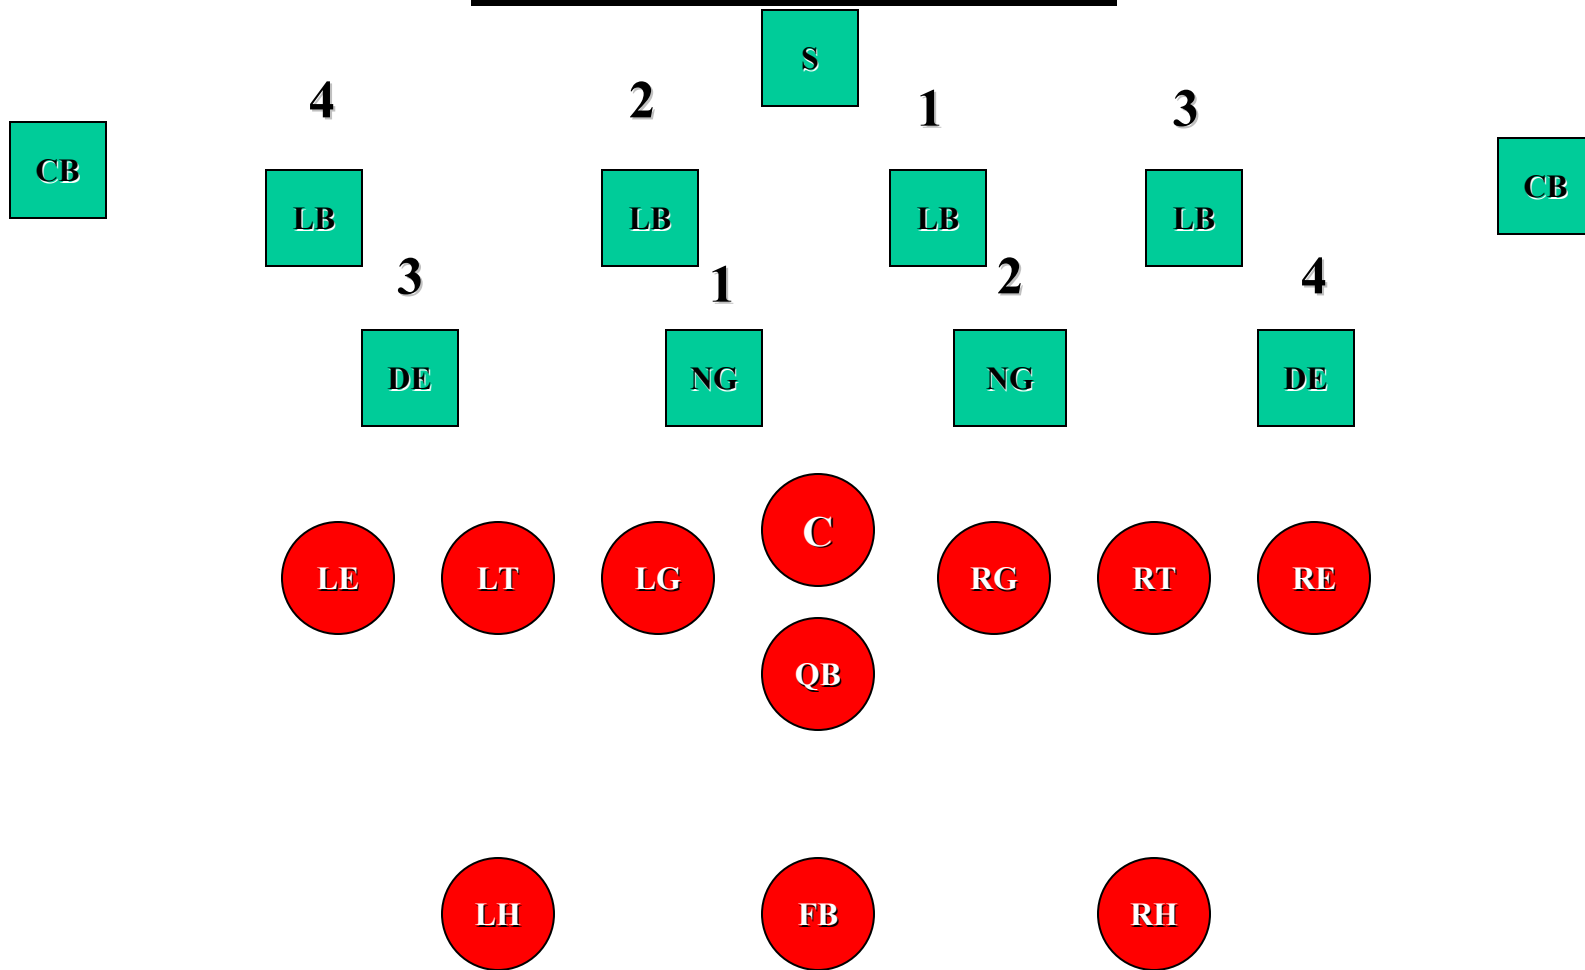 S
4 2 1 3
CB LB LB LB LB CB
3 1 2 4
DE NG NG DE
C
LE LT LG RG RT RE
QB
LH FB RH